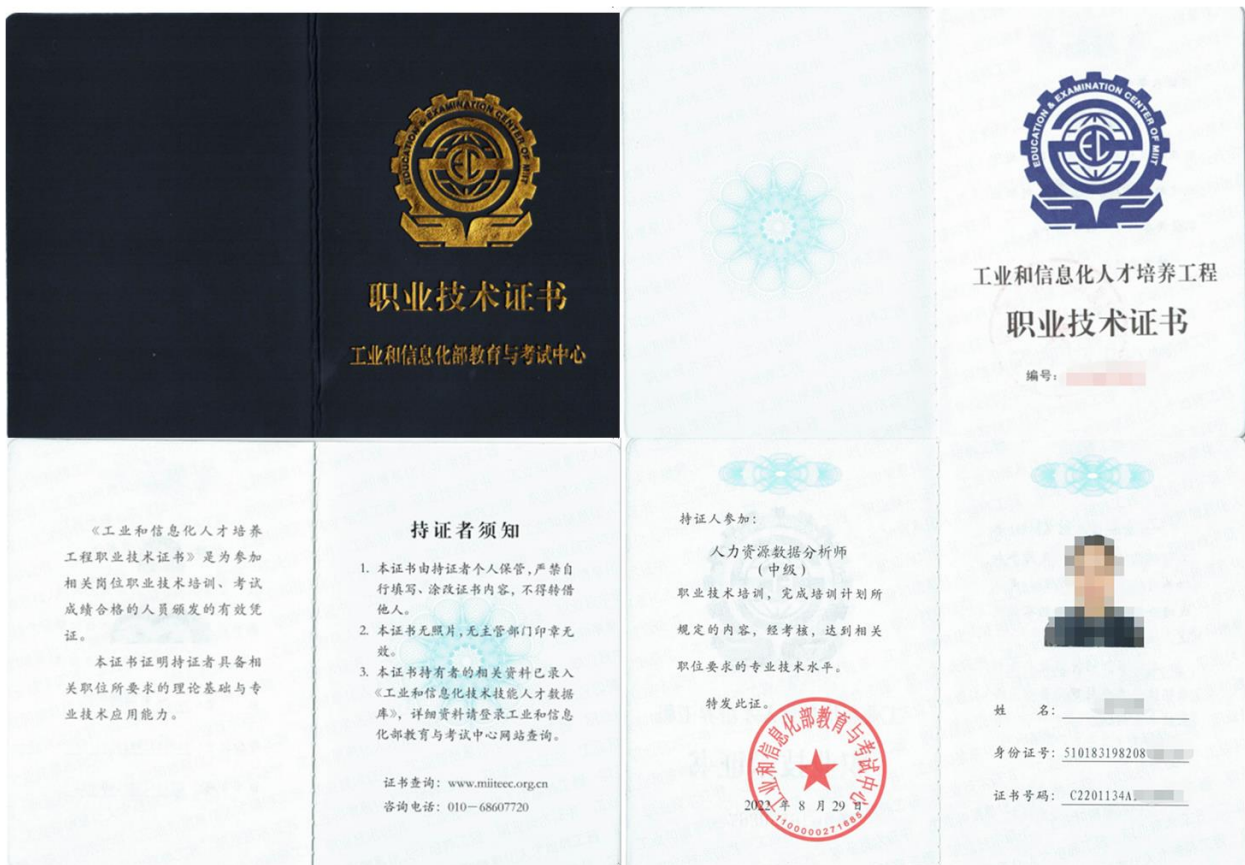 EDUCATION & EXAMINATION CENTER OF MIIT
EC
职业技术证书
工业和信息化部教育与考试中心
EDUCATION & EXAMINATION CENTER OF MIIT
EC
工业和信息化人才培养工程
职业技术证书
编号：
《工业和信息化人才培养
工程职业技术证书》是为参加
相关岗位职业技术培训、考试
成绩合格的人员颁发的有效凭
证。
本证书证明持证者具备相
关职位所要求的理论基础与专
业技术应用能力。
持证者须知
1. 本证书由持证者个人保管,严禁自
行填写、涂改证书内容，不得转借
他人。
2. 本证书无照片,无主管部门印章无
效。
3. 本证书持有者的相关资料已录入
《工业和信息化技术技能人才数据
库》，详细资料请登录工业和信息
化部教育与考试中心网站查询。
证书查询：www.miiteec.org.cn
咨询电话：010－68607720
持证人参加：
人力资源数据分析师
（中级）
职业技术培训，完成培训计划所
规定的内容，经考核，达到相关
职位要求的专业技术水平。
特发此证。
工业和信息化部教育与考试中心
2022 年 8 月 29 日
1100000271685
姓 名：
身份证号：510183198208
证书号码：C2201134A